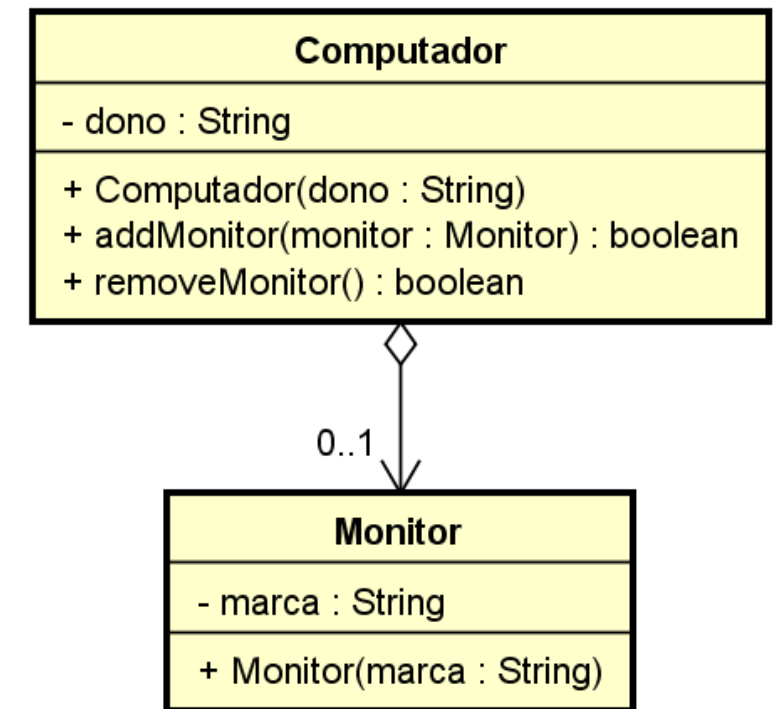 Computador
- dono : String
+ Computador(dono : String)
+ addMonitor(monitor : Monitor) : boolean
+ removeMonitor() : boolean
0..1
Monitor
- marca : String
+ Monitor(marca : String)